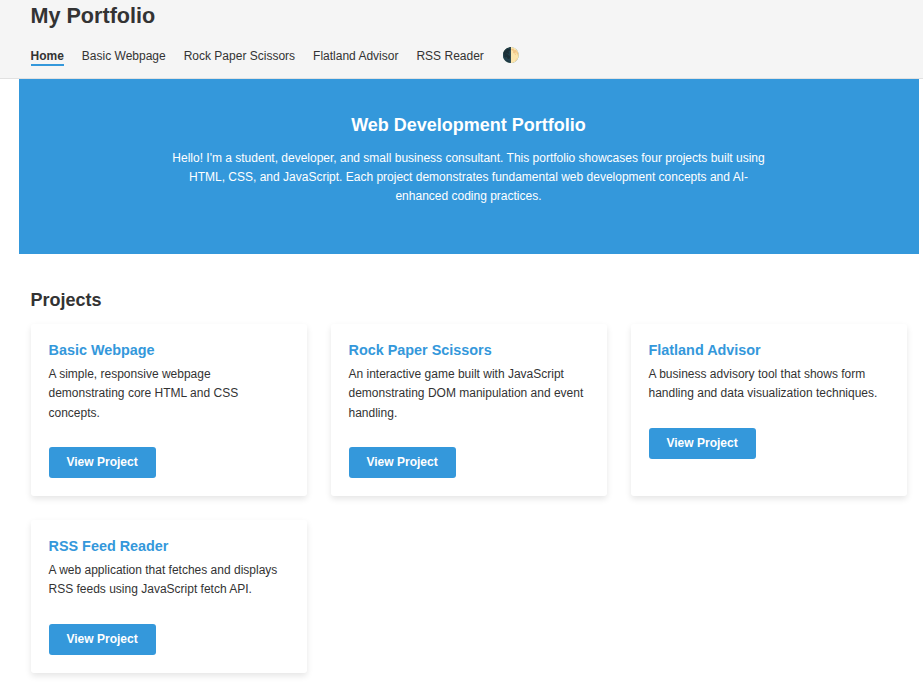 My Portfolio
Home Basic Webpage Rock Paper Scissors Flatland Advisor RSS Reader
Web Development Portfolio
Hello! I'm a student, developer, and small business consultant. This portfolio showcases four projects built using
HTML, CSS, and JavaScript. Each project demonstrates fundamental web development concepts and AI-
enhanced coding practices.
Projects
Basic Webpage
A simple, responsive webpage
demonstrating core HTML and CSS
concepts.
View Project
Rock Paper Scissors
An interactive game built with JavaScript
demonstrating DOM manipulation and event
handling.
View Project
Flatland Advisor
A business advisory tool that shows form
handling and data visualization techniques.
View Project
RSS Feed Reader
A web application that fetches and displays
RSS feeds using JavaScript fetch API.
View Project